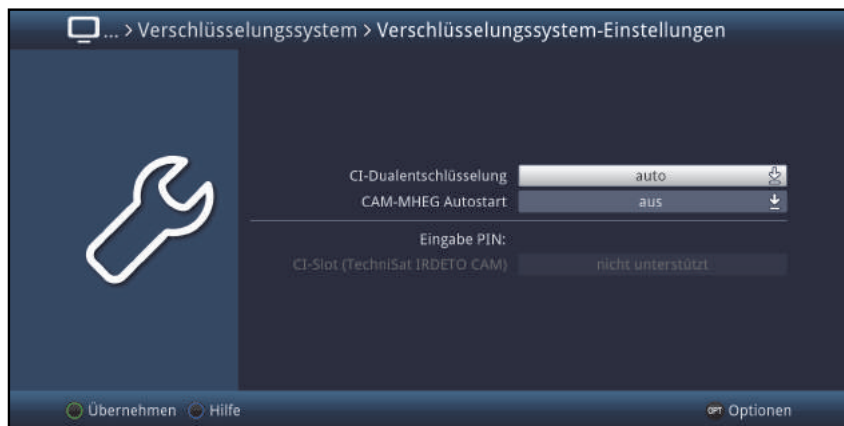 ... > Verschlüsselungssystem > Verschlüsselungssystem-Einstellungen
CI-Dualentschlüsselung auto
CAM-MHEG Autostart aus
Eingabe PIN:
CI-Slot (TechniSat IRDETO CAM) nicht unterstützt
Übernehmen Hilfe OPT Optionen